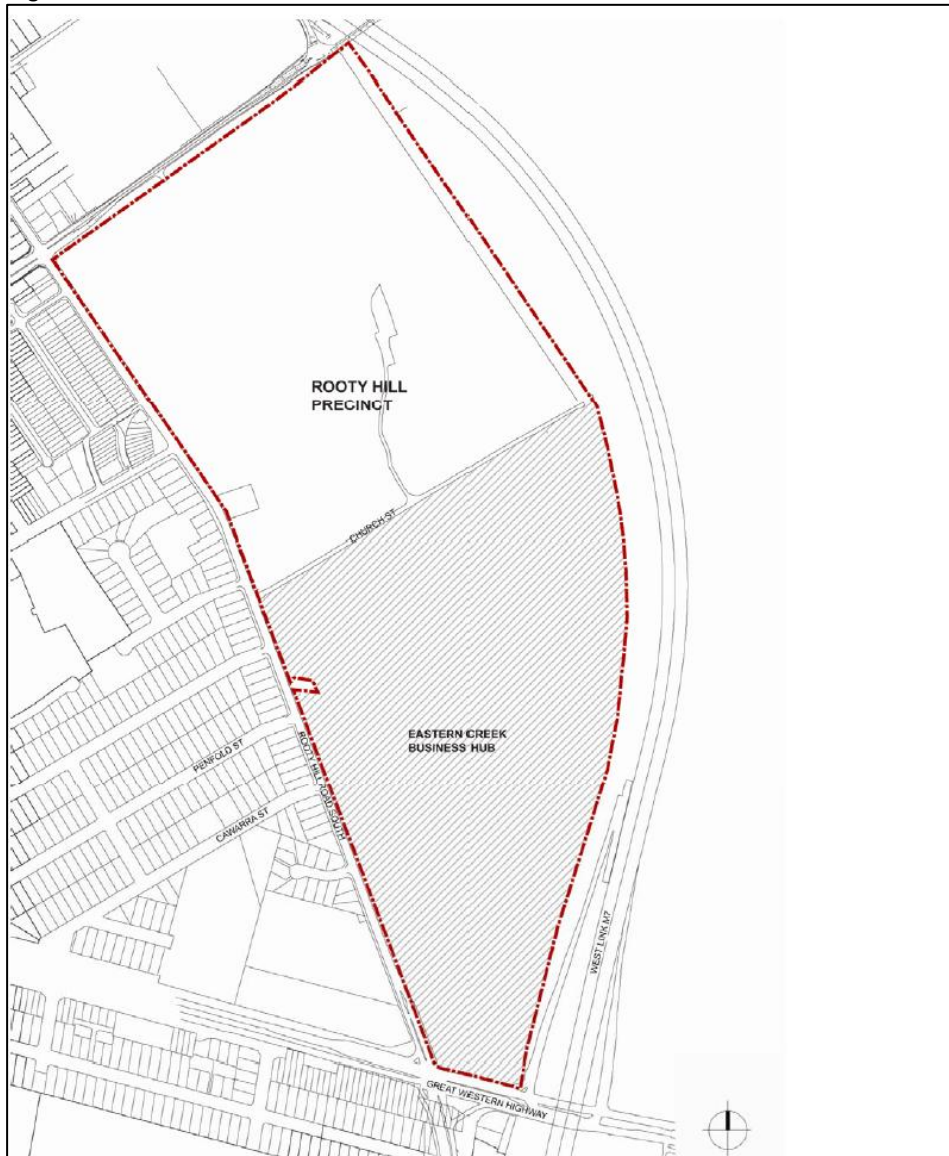 ROOTY HILL
PRECINCT
CHURCH ST
EASTERN CREEK
BUSINESS HUB
PENFOLD ST
ROOTY HILL ROAD SOUTH
CAWARRA ST
WEST LINK M7
GREAT WESTERN HIGHWAY